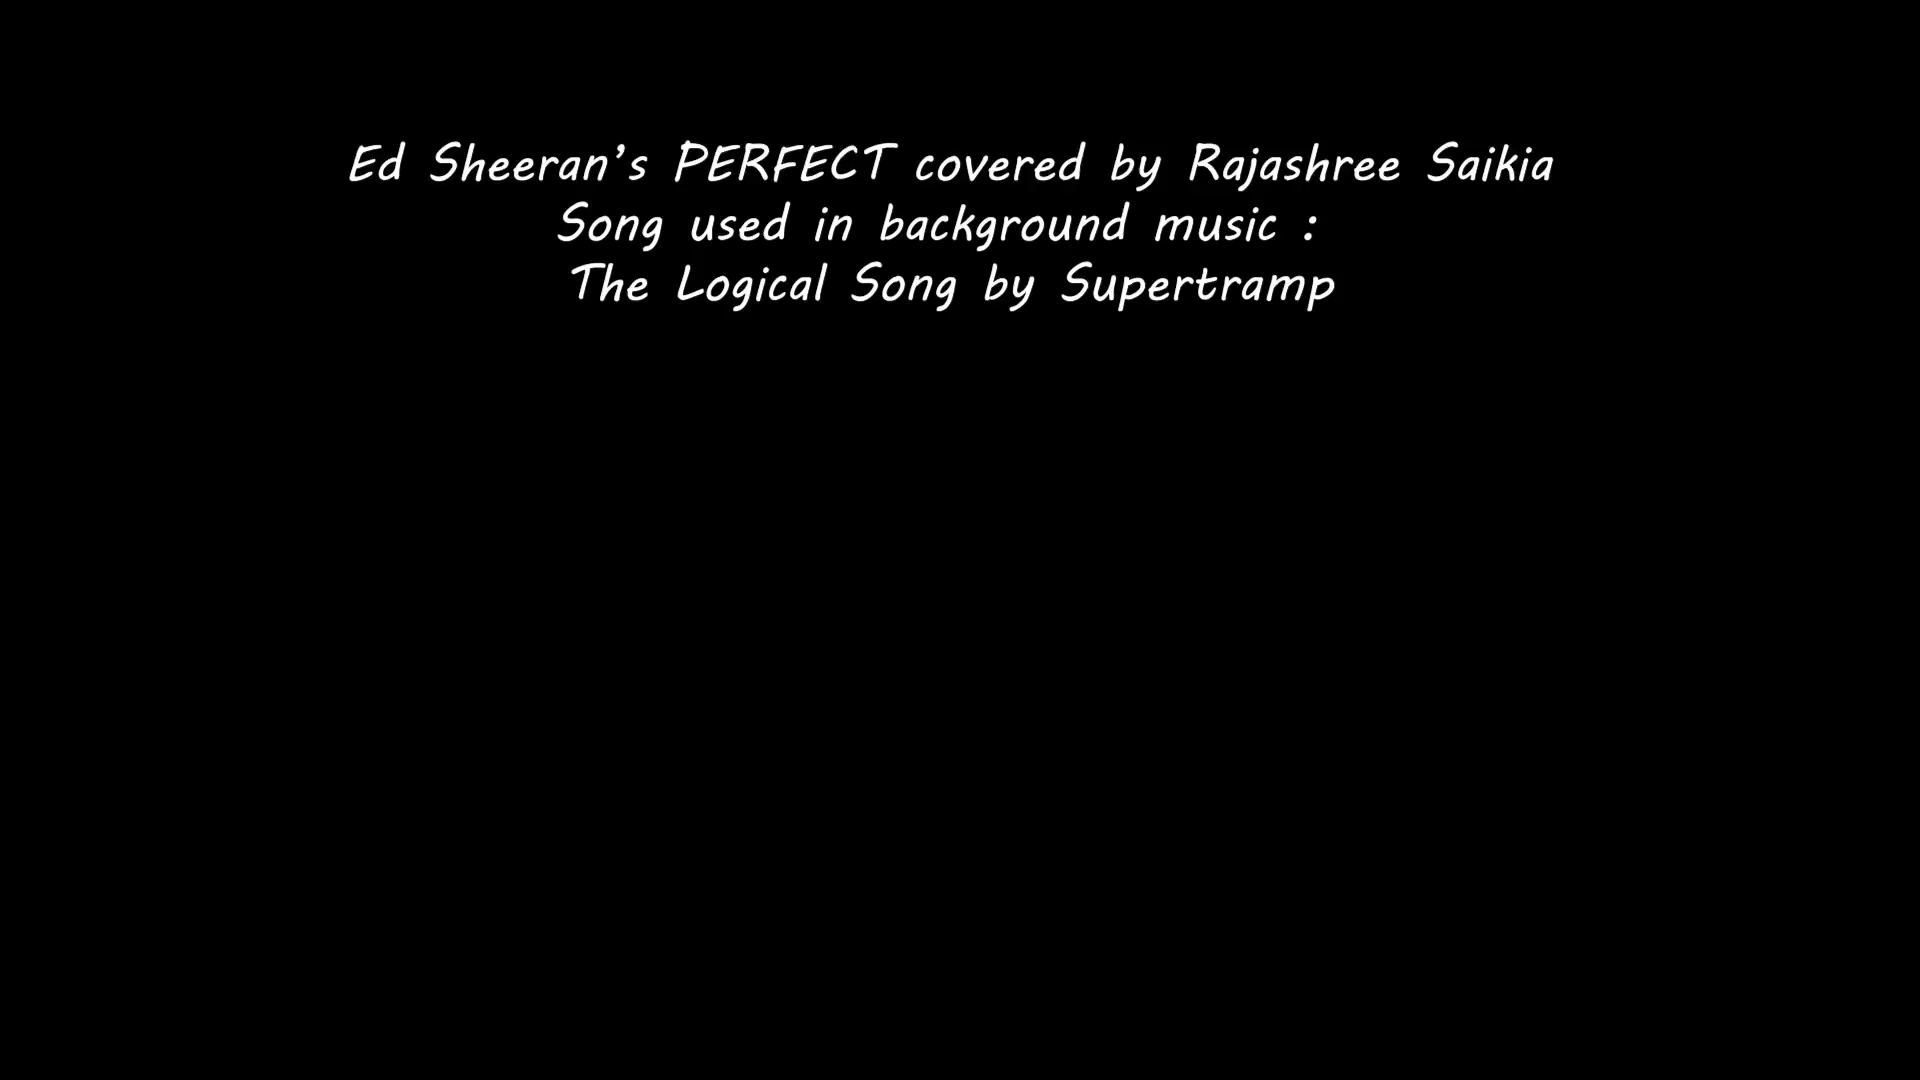 Ed Sheeran's PERFECT covered by Rajashree Saikia
Song used in background music :
The Logical Song by Supertramp